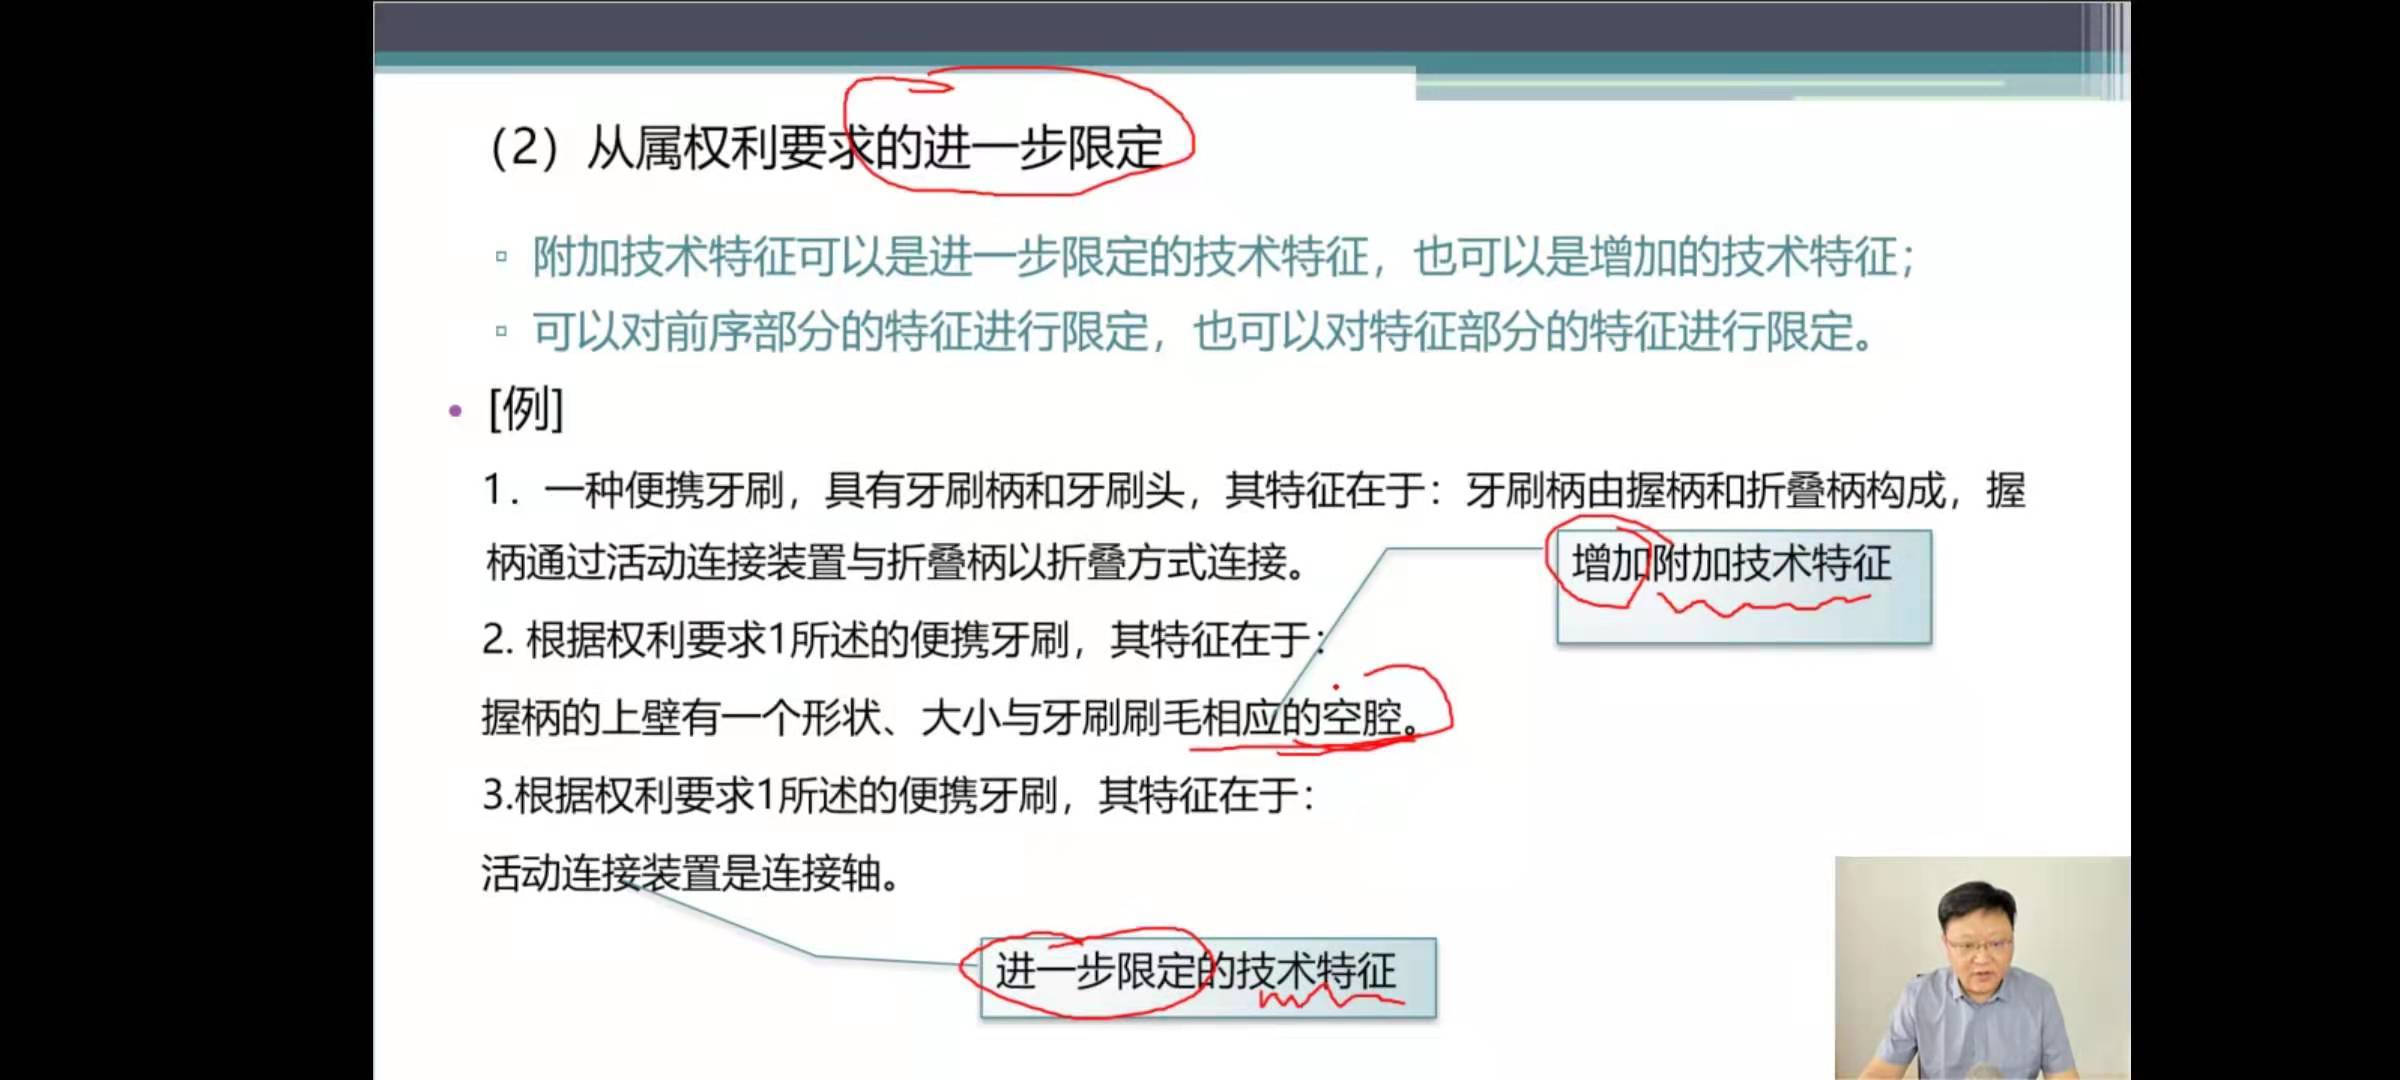 （2）从属权利要求的进一步限定
▫ 附加技术特征可以是进一步限定的技术特征，也可以是增加的技术特征；
▫ 可以对前序部分的特征进行限定，也可以对特征部分的特征进行限定。
• [例]
1．一种便携牙刷，具有牙刷柄和牙刷头，其特征在于：牙刷柄由握柄和折叠柄构成，握
柄通过活动连接装置与折叠柄以折叠方式连接。
增加附加技术特征
2. 根据权利要求1所述的便携牙刷，其特征在于：
握柄的上壁有一个形状、大小与牙刷刷毛相应的空腔。
3.根据权利要求1所述的便携牙刷，其特征在于：
活动连接装置是连接轴。
进一步限定的技术特征